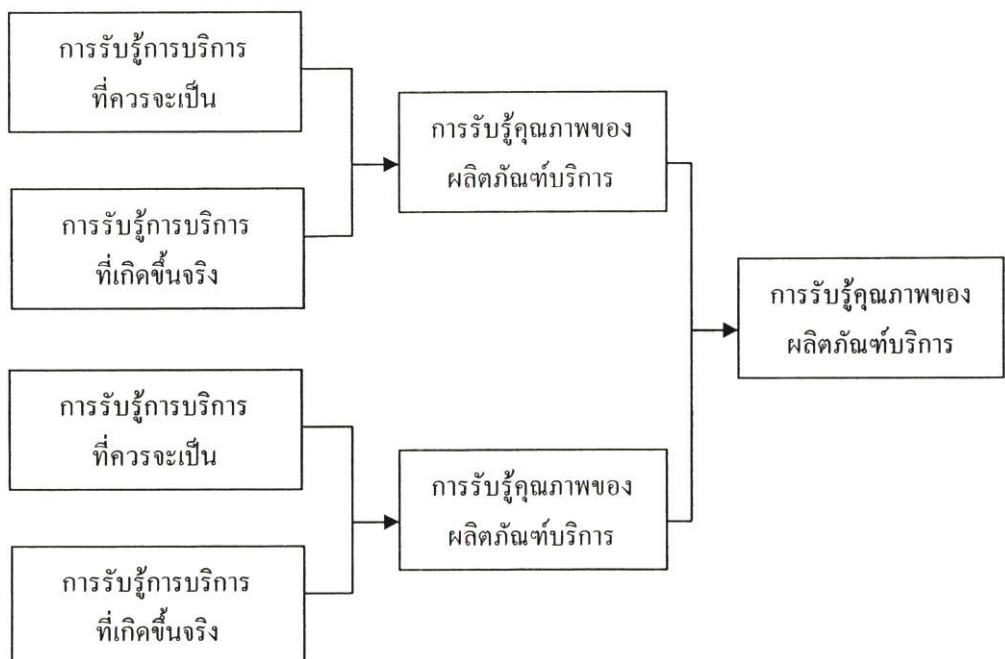 การรับรู้การบริการ
ที่ควรจะเป็น
การรับรู้การบริการ
ที่เกิดขึ้นจริง
การรับรู้คุณภาพของ
ผลิตภัณฑ์บริการ
การรับรู้การบริการ
ที่ควรจะเป็น
การรับรู้การบริการ
ที่เกิดขึ้นจริง
การรับรู้คุณภาพของ
ผลิตภัณฑ์บริการ
การรับรู้คุณภาพของ
ผลิตภัณฑ์บริการ